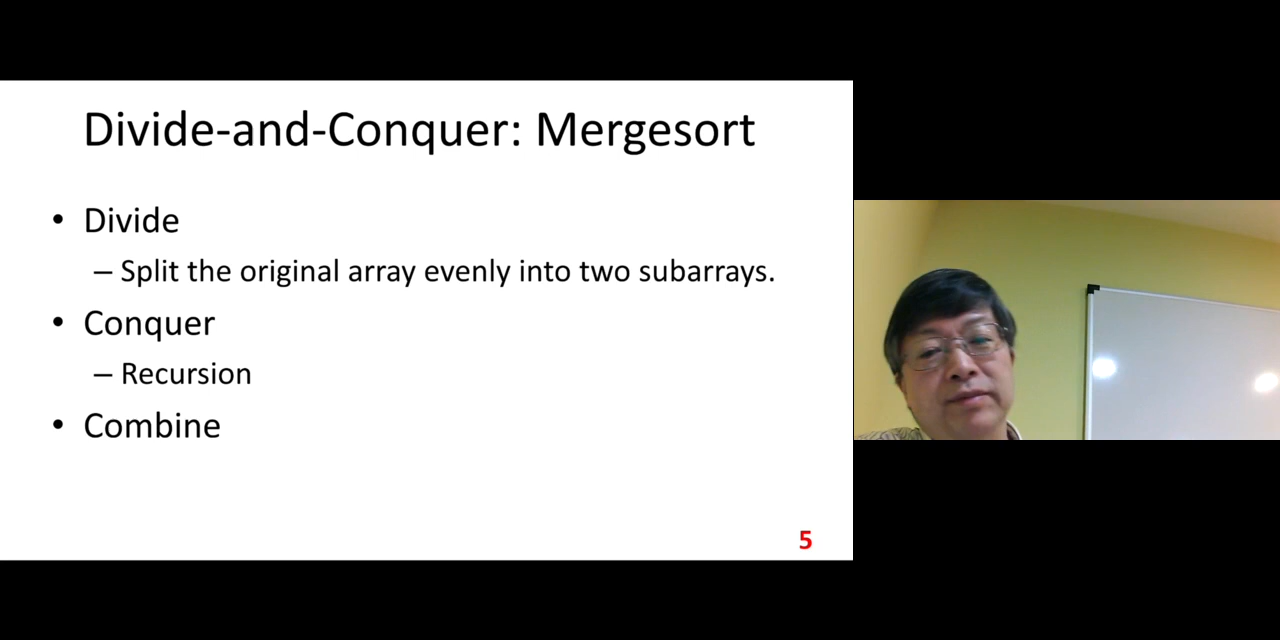 Divide-and-Conquer: Mergesort
• Divide
– Split the original array evenly into two subarrays.
• Conquer
– Recursion
• Combine
5